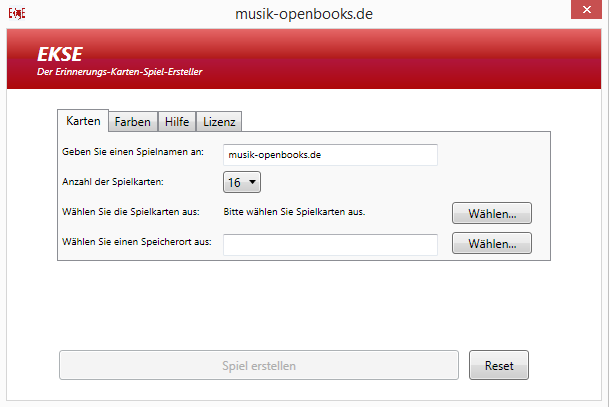 EKSE
musik-openbooks.de
EKSE
Der Erinnerungs-Karten-Spiel-Ersteller
Karten Farben Hilfe Lizenz
Geben Sie einen Spielnamen an: musik-openbooks.de
Anzahl der Spielkarten: 16
Wählen Sie die Spielkarten aus: Bitte wählen Sie Spielkarten aus. Wählen...
Wählen Sie einen Speicherort aus: Wählen...
Spiel erstellen Reset